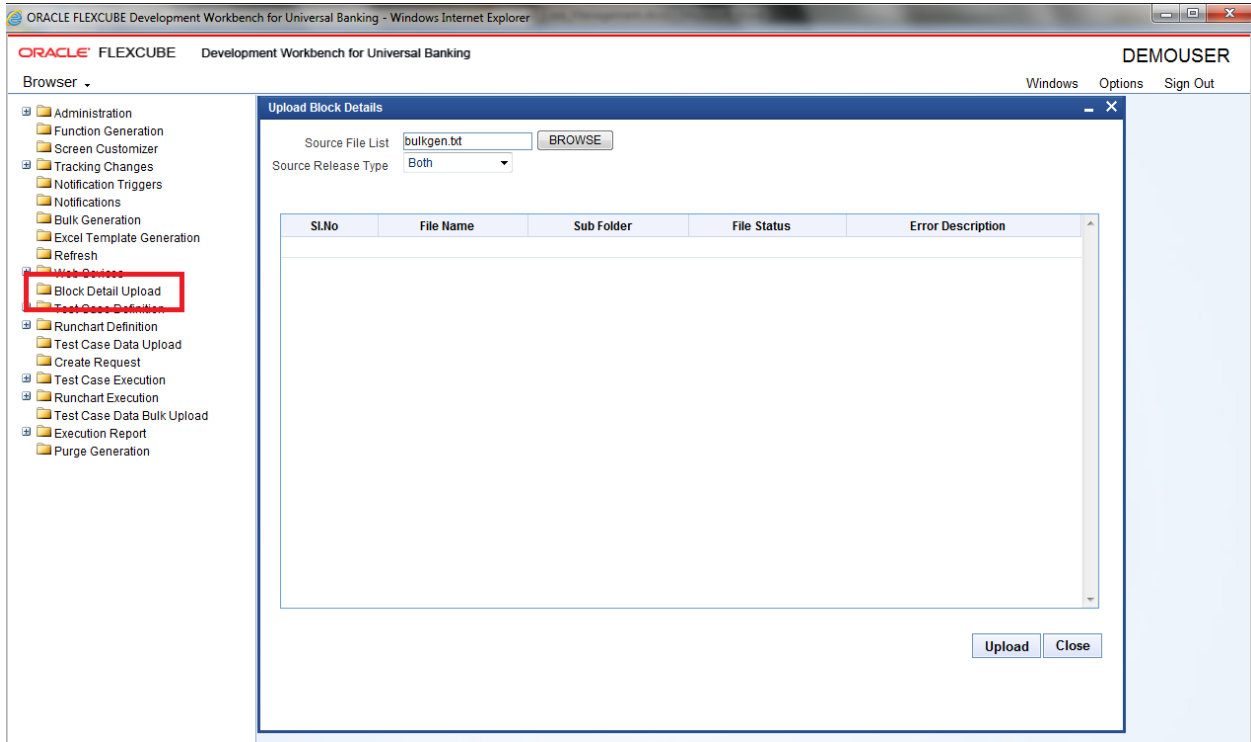 ORACLE FLEXCUBE Development Workbench for Universal Banking - Windows Internet Explorer
ORACLE FLEXCUBE Development Workbench for Universal Banking
DEMOUSER
Browser
Windows Options Sign Out
Administration
Function Generation
Screen Customizer
Tracking Changes
Notification Triggers
Notifications
Bulk Generation
Excel Template Generation
Refresh
Web Sevices
Block Detail Upload
Test Case Definition
Runchart Definition
Test Case Data Upload
Create Request
Test Case Execution
Runchart Execution
Test Case Data Bulk Upload
Execution Report
Purge Generation
Upload Block Details
Source File List bulkgen.txt BROWSE
Source Release Type Both
Sl.No File Name Sub Folder File Status Error Description
Upload Close